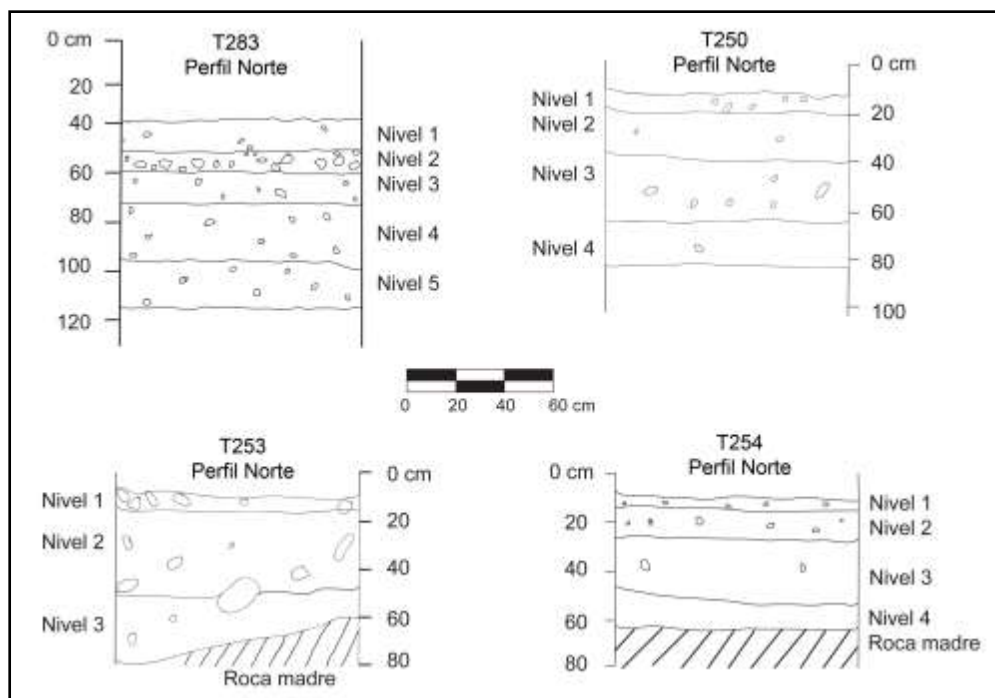 T283
Perfil Norte
0 cm
20
40
60
80
100
120
Nivel 1
Nivel 2
Nivel 3
Nivel 4
Nivel 5
T250
Perfil Norte
Nivel 1
Nivel 2
Nivel 3
Nivel 4
0 cm
20
40
60
80
100
0 20 40 60 cm
T253
Perfil Norte
Nivel 1
Nivel 2
Nivel 3
0 cm
20
40
60
80
Roca madre
T254
Perfil Norte
0 cm
20
40
60
80
Nivel 1
Nivel 2
Nivel 3
Nivel 4
Roca madre